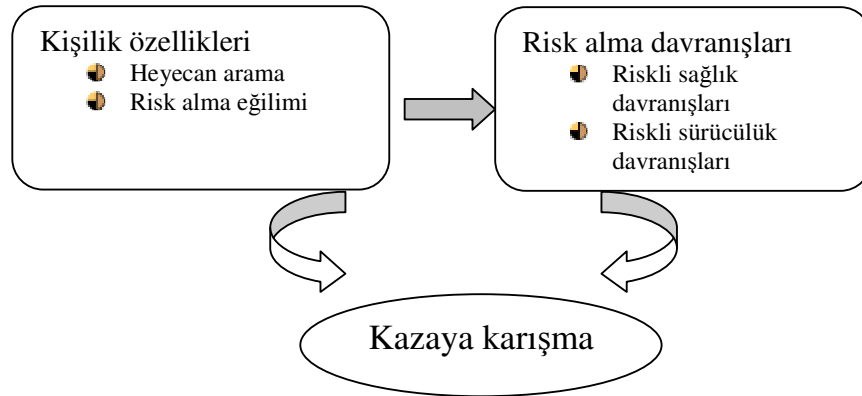 Kişilik özellikleri
Heyecan arama
Risk alma eğilimi
Risk alma davranışları
Riskli sağlık
davranışları
Riskli sürücülük
davranışları
Kazaya karışma